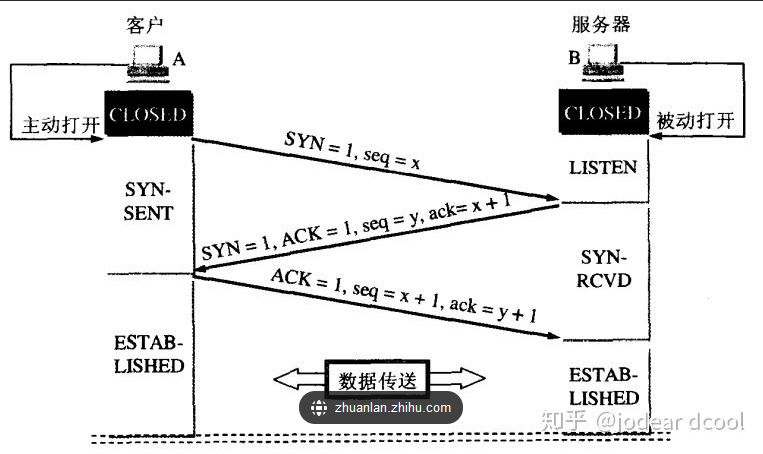 客户
服务器
A
B
CLOSED
CLOSED
主动打开
被动打开
SYN = 1, seq = x
LISTEN
SYN-
SENT
SYN = 1, ACK = 1, seq = y, ack= x + 1
SYN-
RCVD
ACK = 1, seq = x + 1, ack = y + 1
ESTAB-
LISHED
数据传送
ESTAB-
LISHED
zhuanlan.zhihu.com
知乎 @jodear dcool